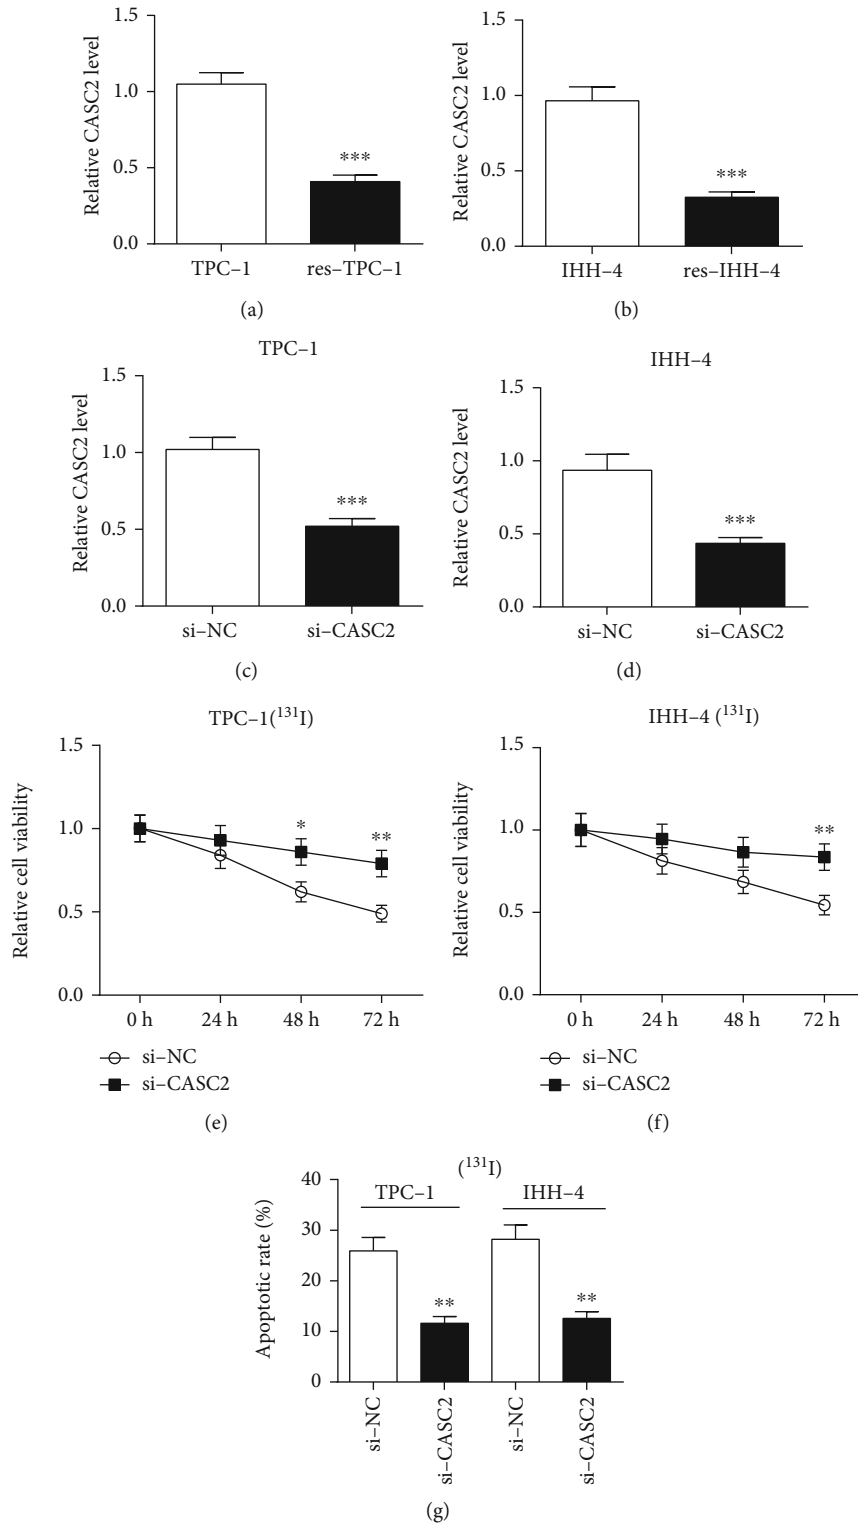 1.5
1.0
0.5
0.0
Relative CASC2 level
***
TPC–1
res–TPC–1
(a)
1.5
1.0
0.5
0.0
Relative CASC2 level
***
IHH–4
res–IHH–4
(b)
TPC–1
1.5
1.0
0.5
0.0
Relative CASC2 level
***
si–NC
si–CASC2
(c)
IHH–4
1.5
1.0
0.5
0.0
Relative CASC2 level
***
si–NC
si–CASC2
(d)
TPC–1(¹³¹I)
1.5
1.0
0.5
0.0
Relative cell viability
*
**
0 h
24 h
48 h
72 h
si–NC
si–CASC2
(e)
IHH–4 (¹³¹I)
1.5
1.0
0.5
0.0
Relative cell viability
**
0 h
24 h
48 h
72 h
si–NC
si–CASC2
(f)
(¹³¹I)
TPC–1
IHH–4
40
30
20
10
0
Apoptotic rate (%)
**
**
si–NC
si–CASC2
si–NC
si–CASC2
(g)